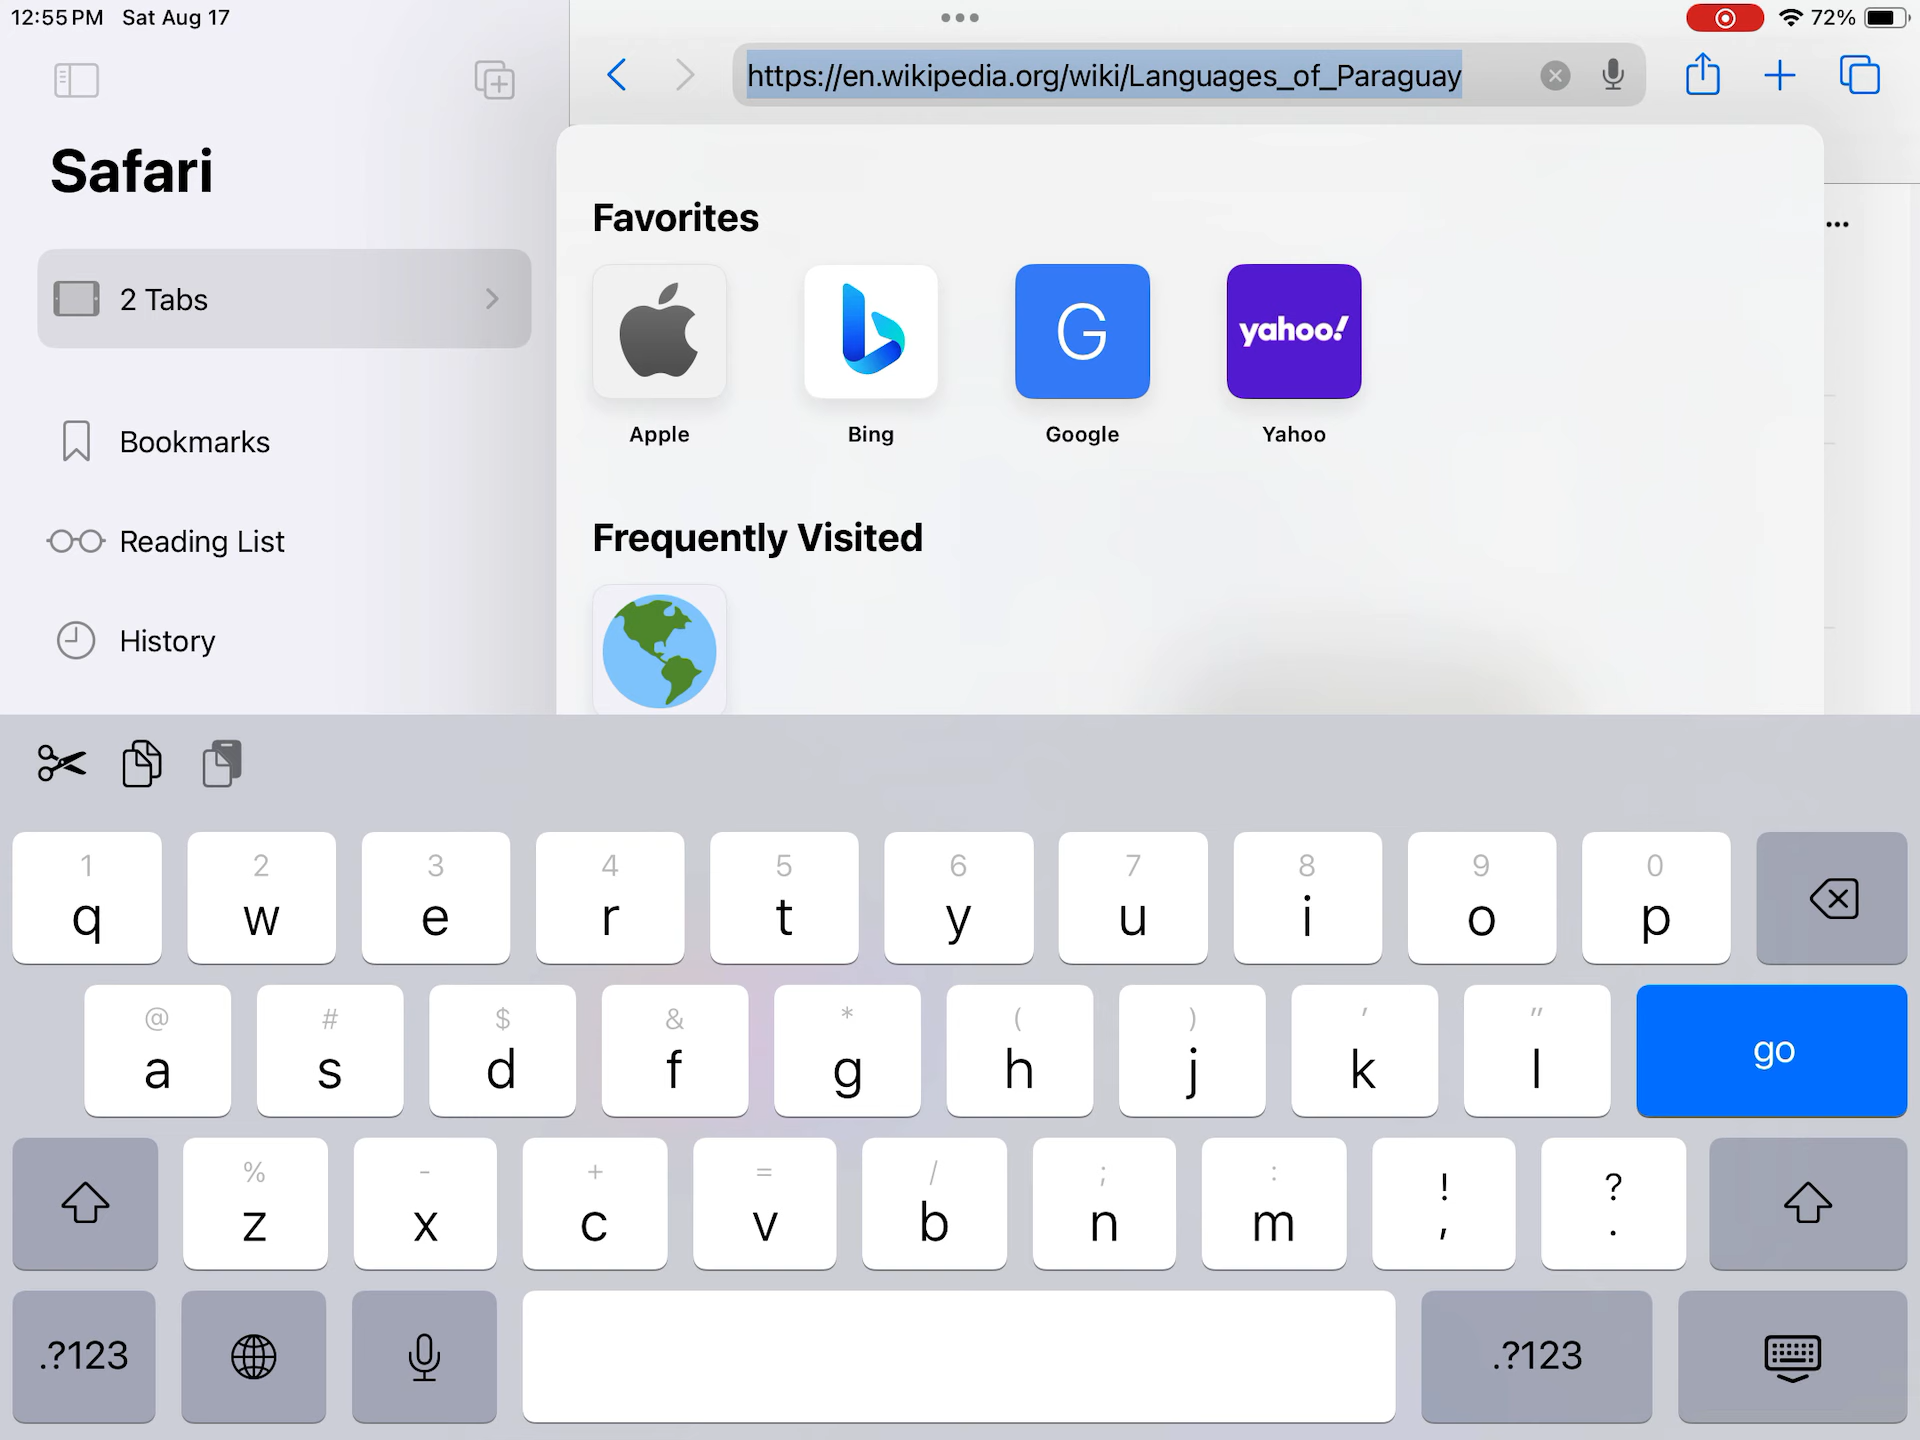 12:55 PM Sat Aug 17
72%
https://en.wikipedia.org/wiki/Languages_of_Paraguay
Safari
2 Tabs
Bookmarks
Reading List
History
Favorites
yahoo!
G
Apple
Bing
Google
Yahoo
Frequently Visited
1 2 3 4 5 6 7 8 9 0
q w e r t y u i o p
@ # $ & * ( ) ' "
a s d f g h j k l go
% - + = / ; : ! ?
z x c v b n m , .
.?123 .?123